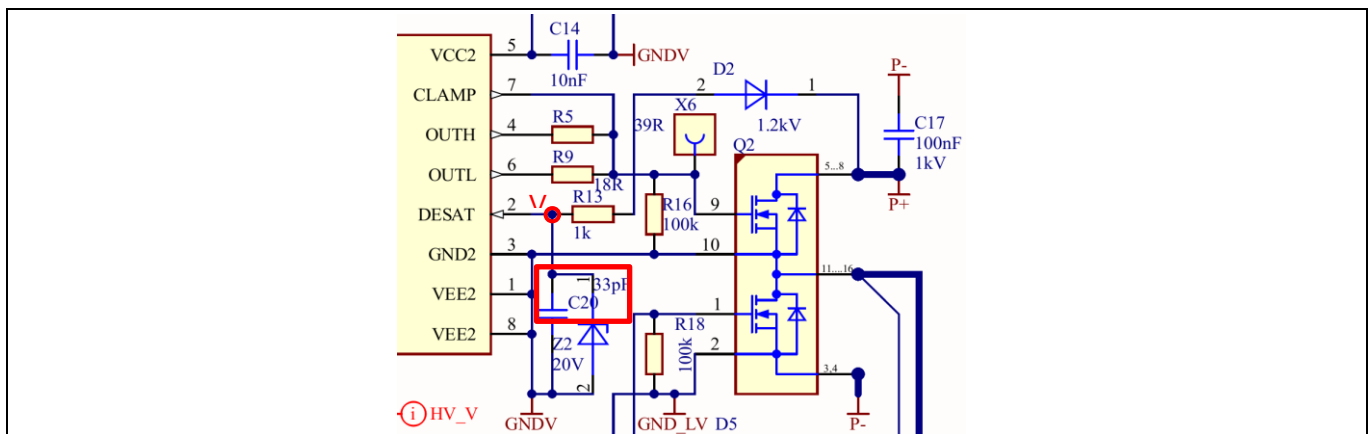 C14
VCC2 5 GNDV
10nF
P-
D2
CLAMP 7 2 1
X6
R5 39R 1.2kV C17
OUTH 4 100nF
Q2 1kV
R9 5...8
OUTL 6
18R
R13 R16 P+
DESAT 2 9
1k 100k
GND2 3 10
11....16
1 33pF
VEE2 1 C20 1
R18
VEE2 8 2
Z2 100k
20V 3,4
2
i HV_V
GNDV GND_LV D5 P-